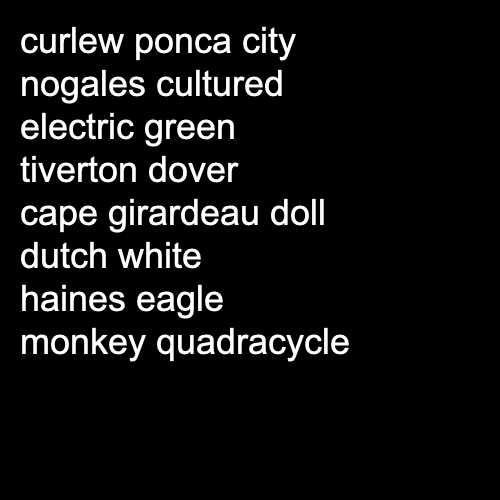 curlew ponca city
nogales cultured
electric green
tiverton dover
cape girardeau doll
dutch white
haines eagle
monkey quadracycle